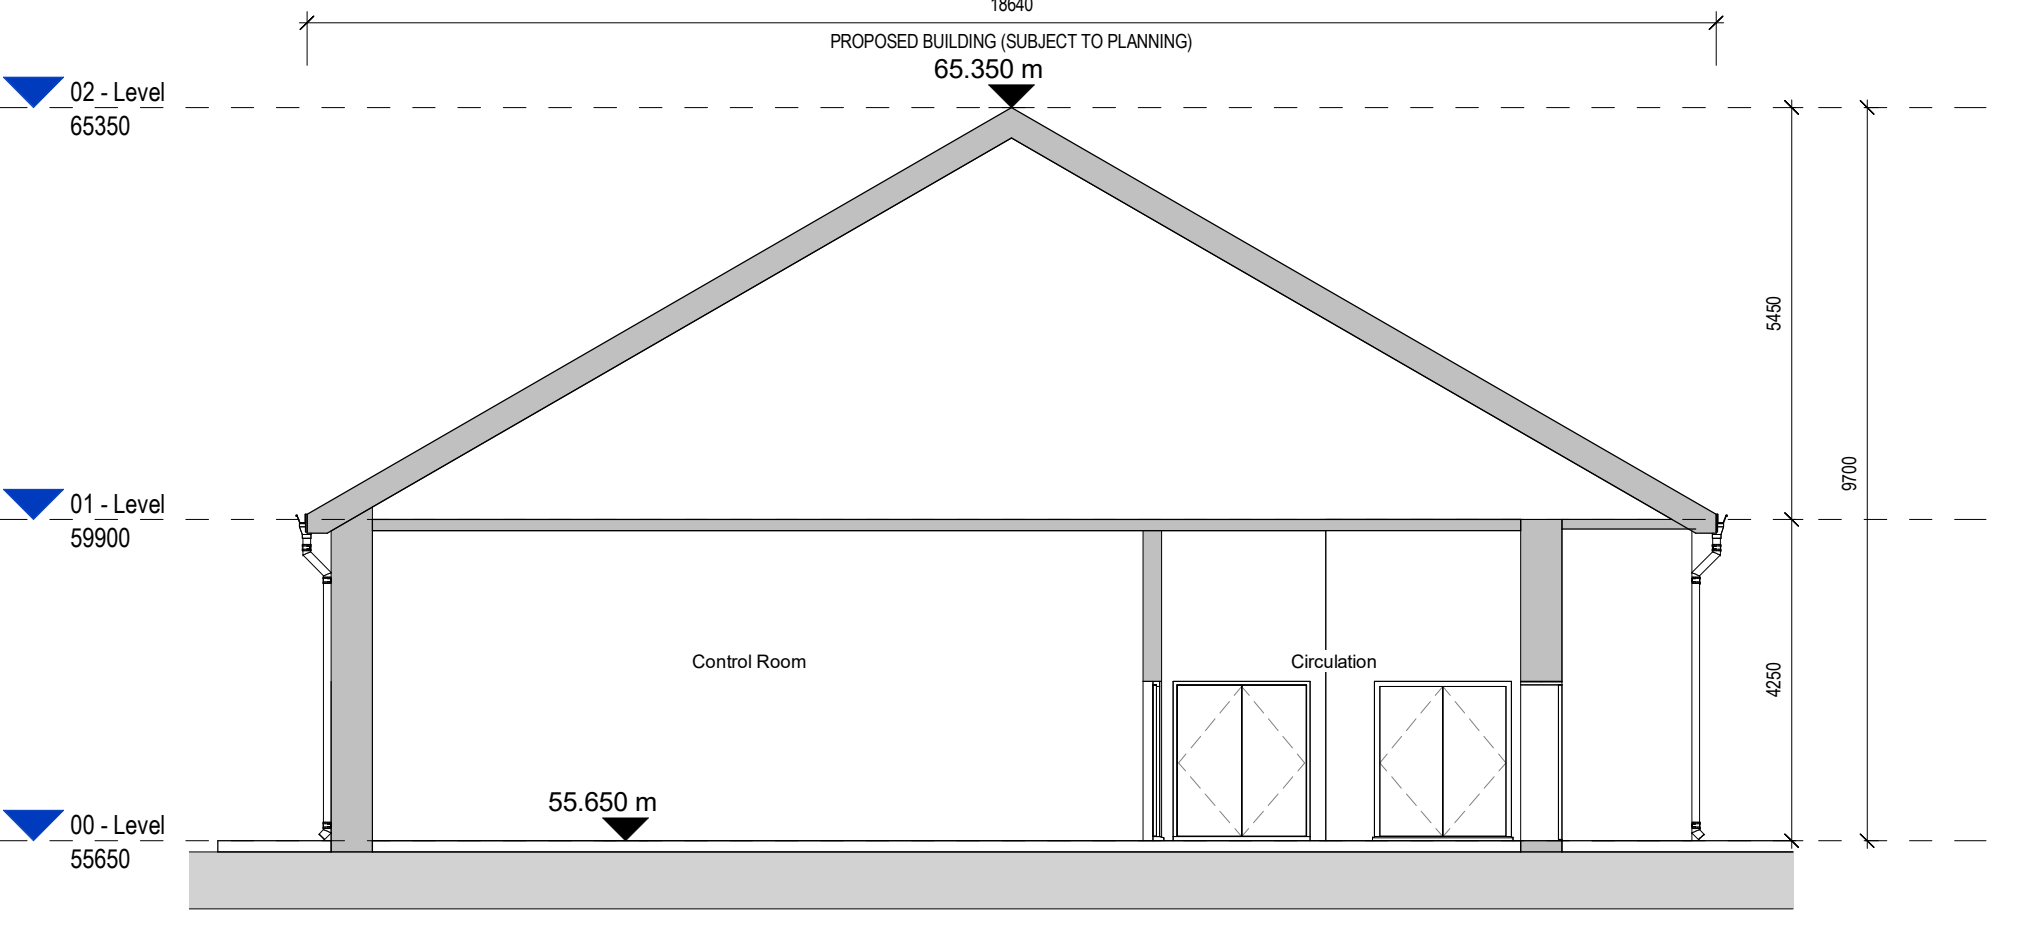 18640
PROPOSED BUILDING (SUBJECT TO PLANNING)
65.350 m
02 - Level
65350
5450
9700
01 - Level
59900
Control Room
Circulation
4250
55.650 m
00 - Level
55650